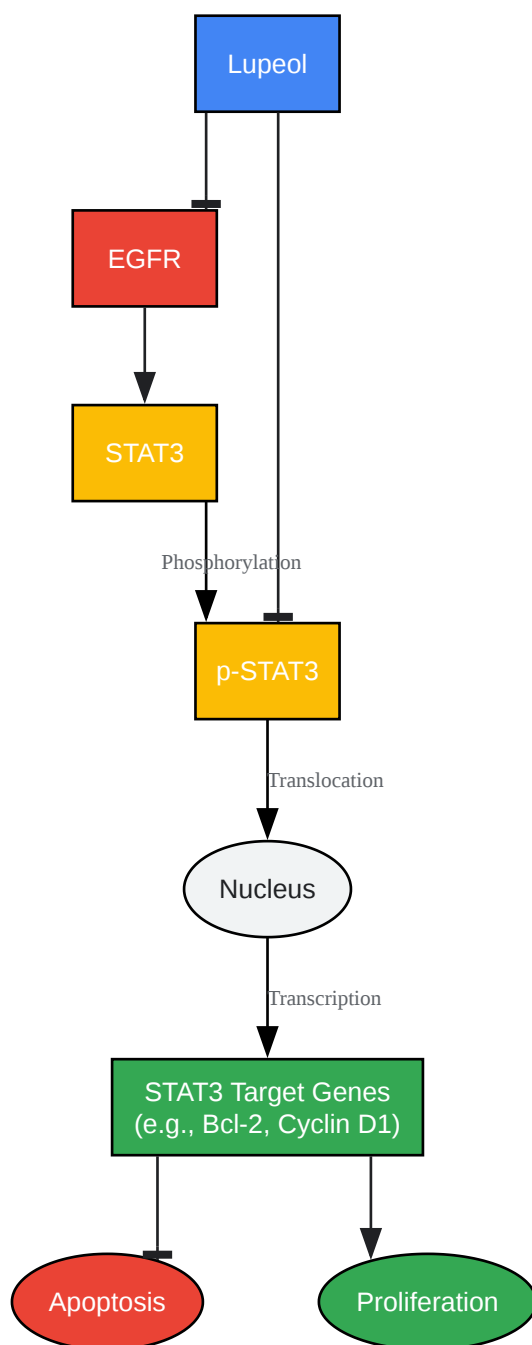 Lupeol
EGFR
STAT3
Phosphorylation
p-STAT3
Translocation
Nucleus
Transcription
STAT3 Target Genes
(e.g., Bcl-2, Cyclin D1)
Apoptosis
Proliferation